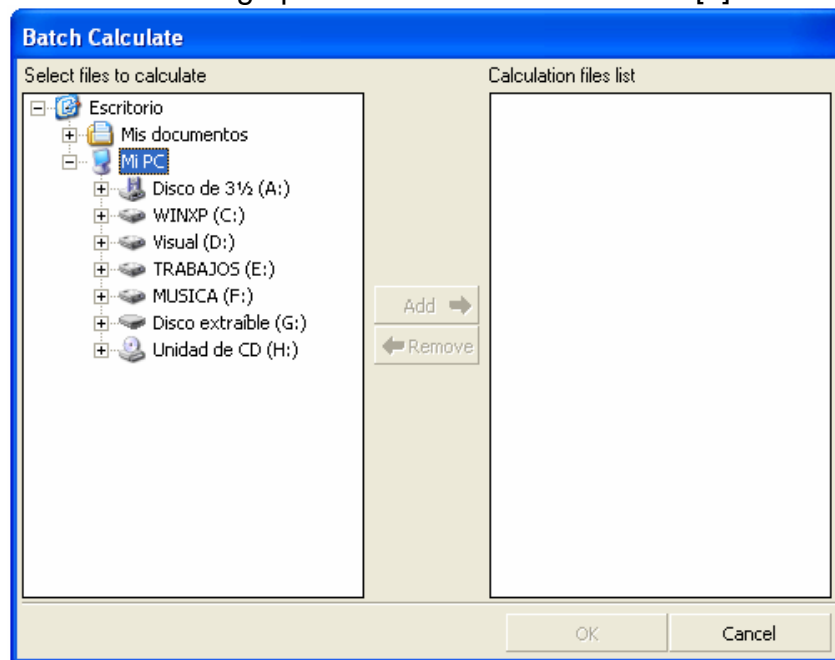 Batch Calculate
Select files to calculate
Calculation files list
Escritorio
Mis documentos
Mi PC
Disco de 3½ (A:)
WINXP (C:)
Visual (D:)
TRABAJOS (E:)
MUSICA (F:)
Disco extraíble (G:)
Unidad de CD (H:)
Add
Remove
OK
Cancel